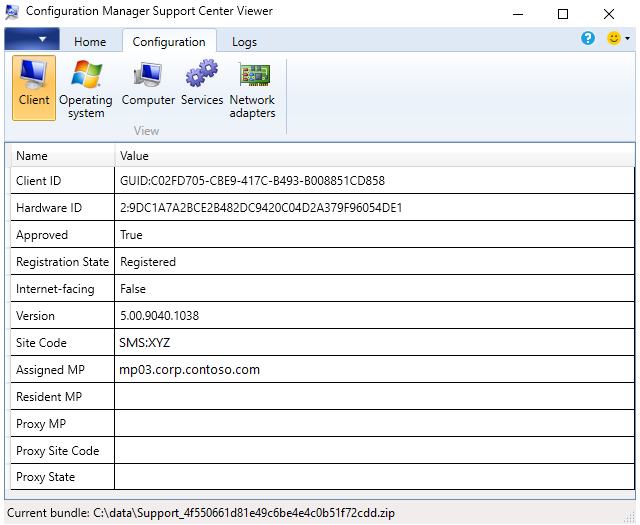 Configuration Manager Support Center Viewer
Home Configuration Logs
Client Operating system Computer Services Network adapters
View
Name Value
Client ID GUID:C02FD705-CBE9-417C-B493-B008851CD858
Hardware ID 2:9DC1A7A2BCE2B482DC9420C04D2A379F96054DE1
Approved True
Registration State Registered
Internet-facing False
Version 5.00.9040.1038
Site Code SMS:XYZ
Assigned MP mp03.corp.contoso.com
Resident MP
Proxy MP
Proxy Site Code
Proxy State
Current bundle: C:\data\Support_4f550661d81e49c6be4e4c0b51f72cdd.zip